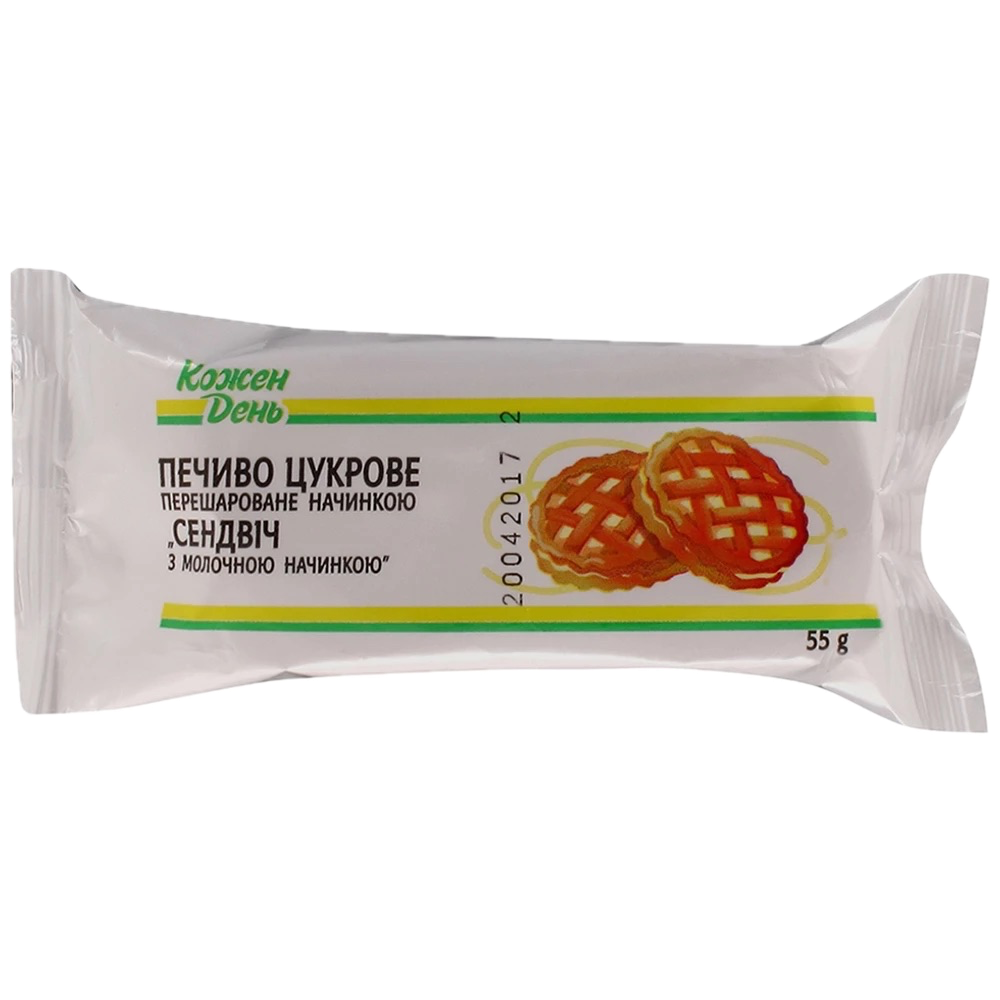 Кожен
День
ПЕЧИВО ЦУКРОВЕ
ПЕРЕШАРОВАНЕ НАЧИНКОЮ
„СЕНДВІЧ
З МОЛОЧНОЮ НАЧИНКОЮ”
20042017 2
55 g